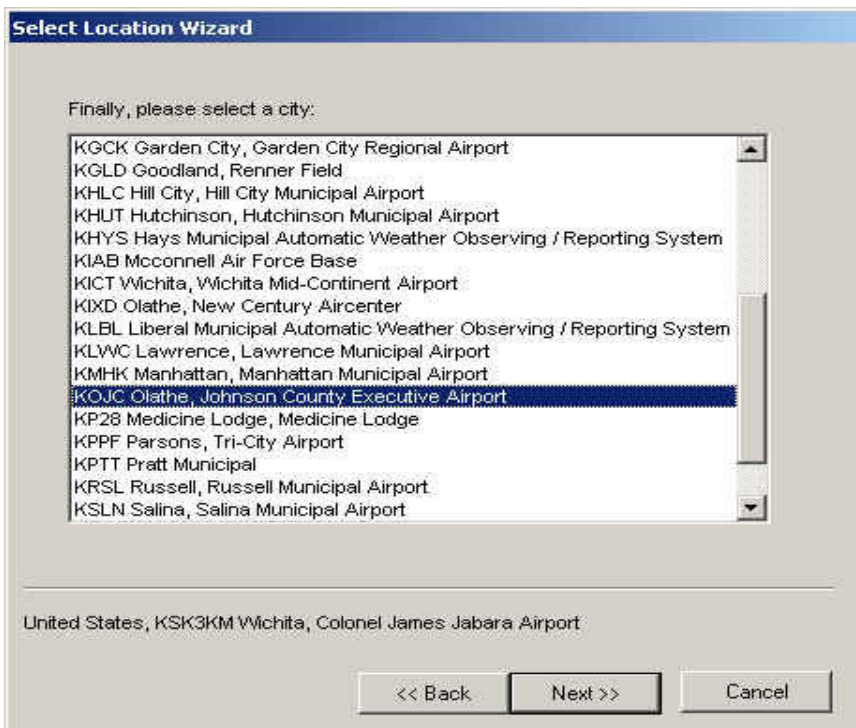 Select Location Wizard
Finally, please select a city:
KGCK Garden City, Garden City Regional Airport
KGLD Goodland, Renner Field
KHLC Hill City, Hill City Municipal Airport
KHUT Hutchinson, Hutchinson Municipal Airport
KHYS Hays Municipal Automatic Weather Observing / Reporting System
KIAB Mcconnell Air Force Base
KICT Wichita, Wichita Mid-Continent Airport
KIXD Olathe, New Century Aircenter
KLBL Liberal Municipal Automatic Weather Observing / Reporting System
KLWC Lawrence, Lawrence Municipal Airport
KMHK Manhattan, Manhattan Municipal Airport
KOJC Olathe, Johnson County Executive Airport
KP28 Medicine Lodge, Medicine Lodge
KPPF Parsons, Tri-City Airport
KPTT Pratt Municipal
KRSL Russell, Russell Municipal Airport
KSLN Salina, Salina Municipal Airport
United States, KSK3KM Wichita, Colonel James Jabara Airport
<< Back
Next >>
Cancel